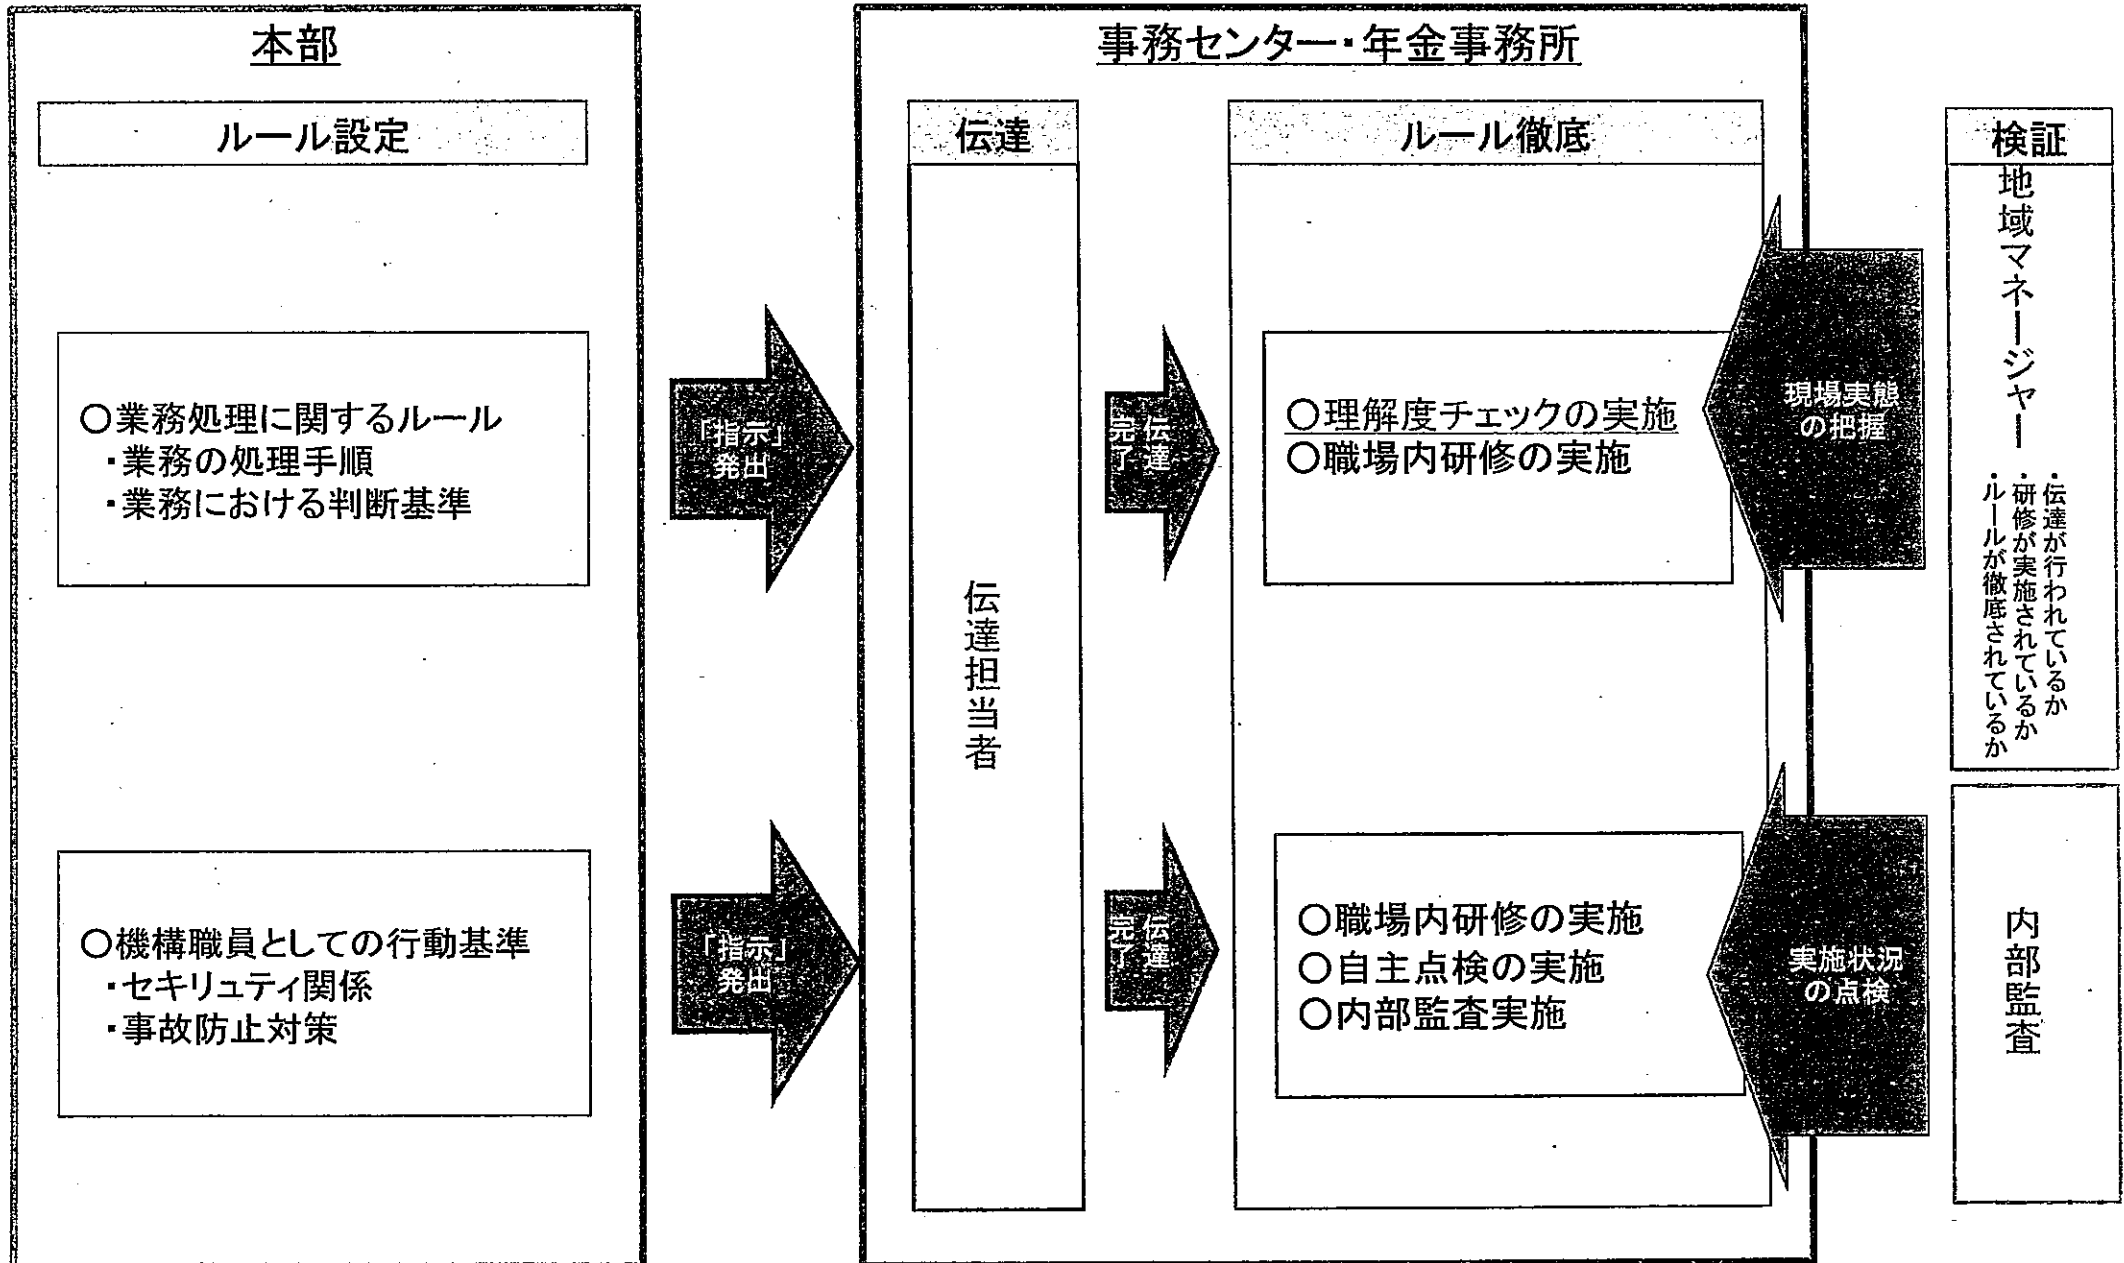 本部
ルール設定
○業務処理に関するルール
・業務の処理手順
・業務における判断基準
○機構職員としての行動基準
・セキュリティ関係
・事故防止対策
「指示」
発出
「指示」
発出
事務センター・年金事務所
伝達
伝達担当者
伝達
完了
伝達
完了
ルール徹底
○理解度チェックの実施
○職場内研修の実施
○職場内研修の実施
○自主点検の実施
○内部監査実施
現場実態
の把握
実施状況
の点検
検証
地域マネージャー
・伝達が行われているか
・研修が実施されているか
・ルールが徹底されているか
内部監査